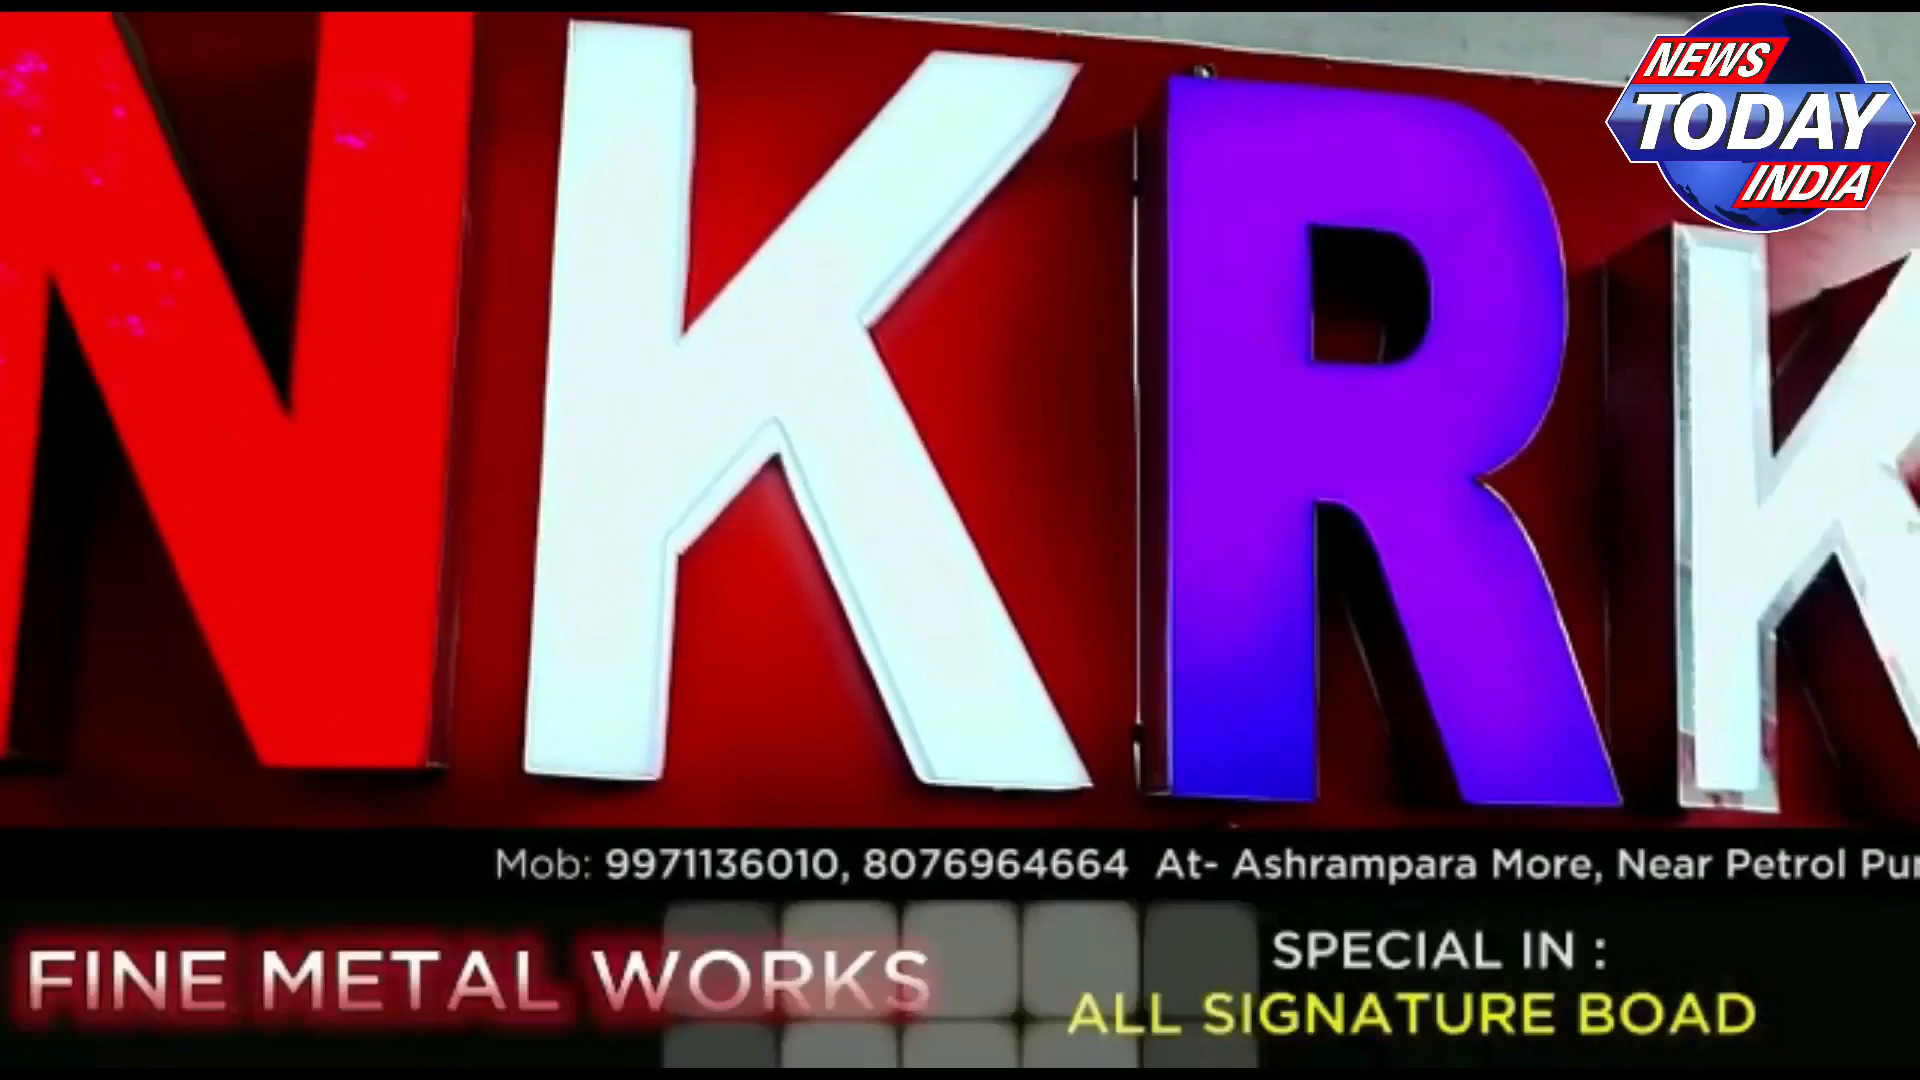 NEWS
TODAY
INDIA
NKRK
Mob: 9971136010, 8076964664 At- Ashrampara More, Near Petrol Pu
FINE METAL WORKS
SPECIAL IN :
ALL SIGNATURE BOAD